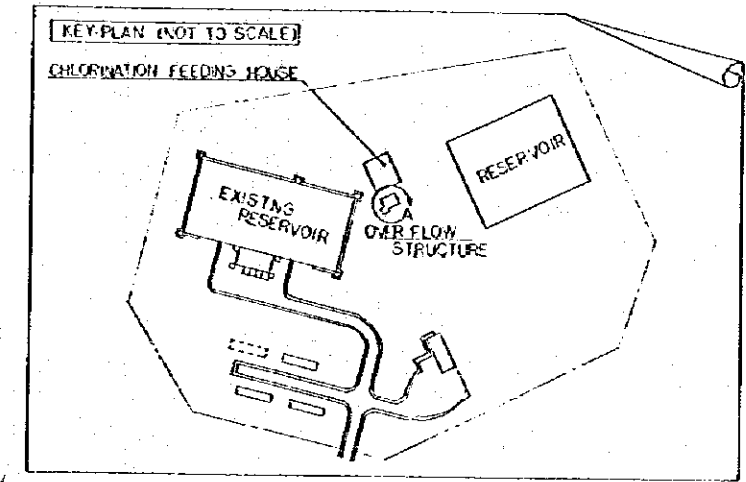 KEY-PLAN (NOT TO SCALE)
CHLORINATION FEEDING HOUSE
RESERVOIR
EXISTING
RESERVOIR
A
OVER FLOW
STRUCTURE